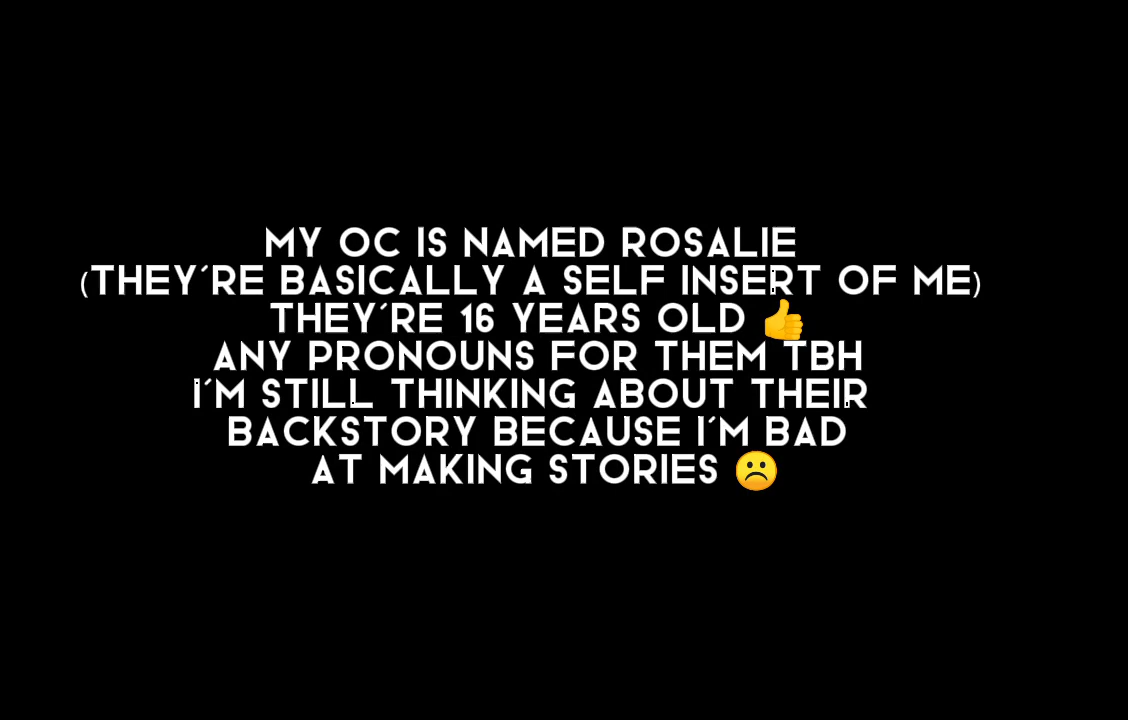 MY OC IS NAMED ROSALIE
(THEY´RE BASICALLY A SELF INSERT OF ME)
THEY´RE 16 YEARS OLD 👍
ANY PRONOUNS FOR THEM TBH
I´M STILL THINKING ABOUT THEIR
BACKSTORY BECAUSE I´M BAD
AT MAKING STORIES ☹️